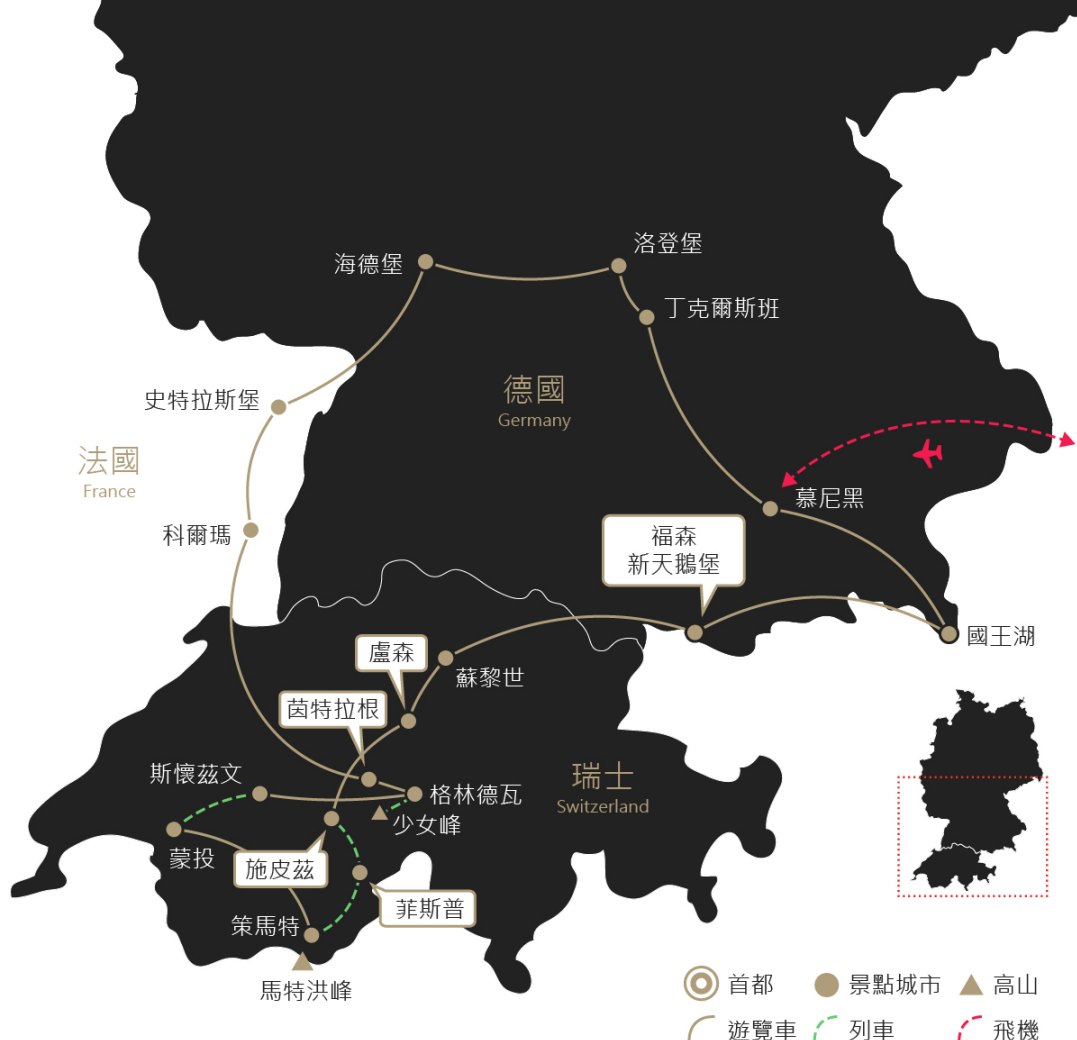 洛登堡
海德堡
丁克爾斯班
德國
Germany
史特拉斯堡
法國
France
慕尼黑
科爾瑪
福森
新天鵝堡
國王湖
盧森
蘇黎世
茵特拉根
斯懷茲文
瑞士
Switzerland
格林德瓦
少女峰
蒙投
施皮茲
菲斯普
策馬特
馬特洪峰
首都
景點城市
高山
遊覽車
列車
飛機